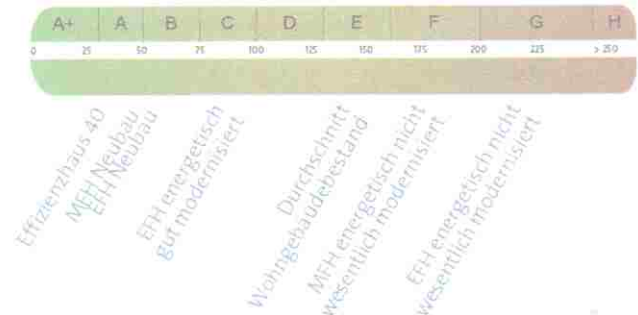 A+ A B C D E F G H
0 25 50 75 100 125 150 175 200 225 > 250
Effizienzhaus 40
MFH Neubau
EFH Neubau
EFH energetisch
gut modernisiert
Durchschnitt
Wohngebäudebestand
MFH energetisch nicht
wesentlich modernisiert
EFH energetisch nicht
wesentlich modernisiert